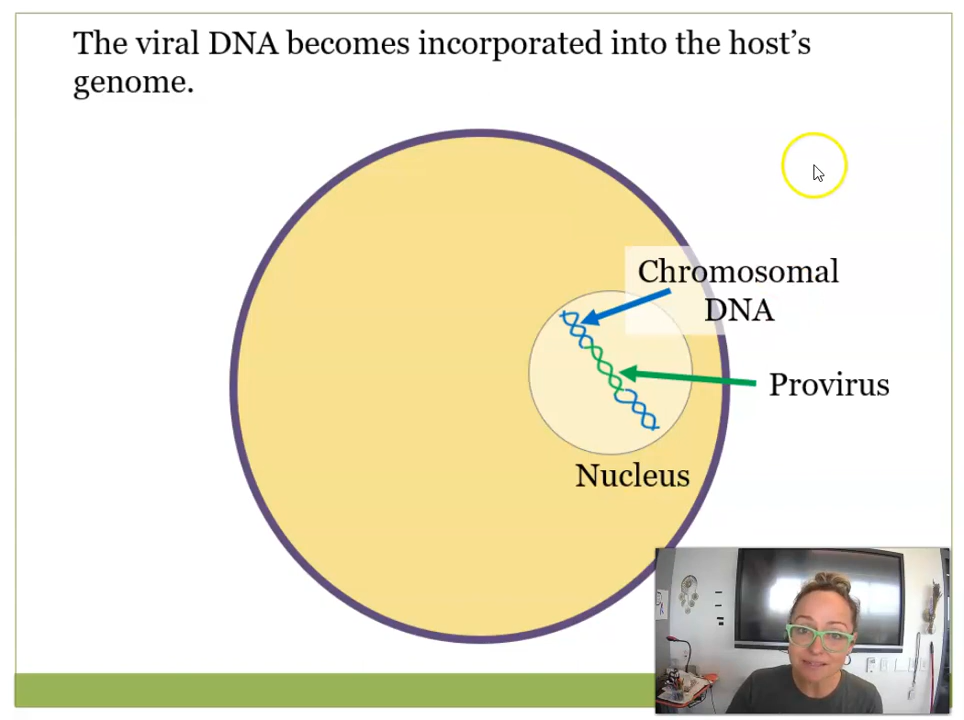 The viral DNA becomes incorporated into the host's
genome.
Chromosomal
DNA
Provirus
Nucleus